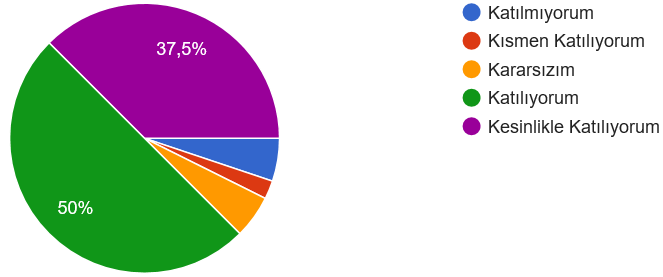 37,5%
50%
Katılmıyorum
Kısmen Katılıyorum
Kararsızım
Katılıyorum
Kesinlikle Katılıyorum